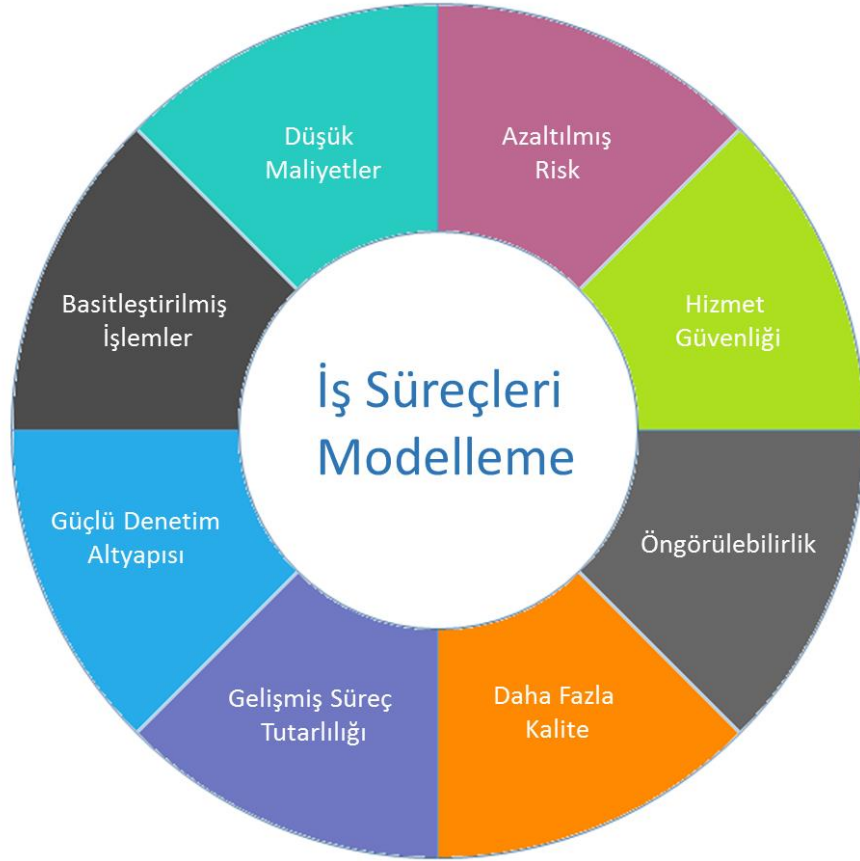 İş Süreçleri
Modelleme
Azaltılmış
Risk
Hizmet
Güvenliği
Öngörülebilirlik
Daha Fazla
Kalite
Gelişmiş Süreç
Tutarlılığı
Güçlü Denetim
Altyapısı
Basitleştirilmiş
İşlemler
Düşük
Maliyetler